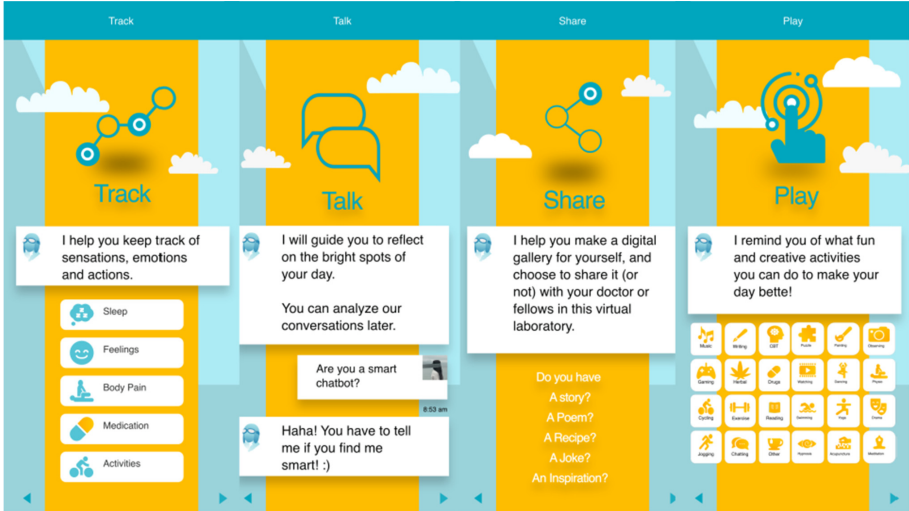 Track
Talk
Share
Play
Track
I help you keep track of
sensations, emotions
and actions.
Sleep
Feelings
Body Pain
Medication
Activities
Talk
I will guide you to reflect
on the bright spots of
your day.
You can analyze our
conversations later.
Are you a smart
chatbot?
8:53 am
Haha! You have to tell
me if you find me
smart! :)
Share
I help you make a digital
gallery for yourself, and
choose to share it (or
not) with your doctor or
fellows in this virtual
laboratory.
Do you have
A story?
A Poem?
A Recipe?
A Joke?
An Inspiration?
Play
I remind you of what fun
and creative activities
you can do to make your
day bette!
Music Writing CBT Puzzle Painting Observing
Gaming Herbal Drugs Watching Dancing
Cycling Exercise Reading Swimming Yoga Drama
Jogging Chatting Other Hypnosis Acupuncture Meditation